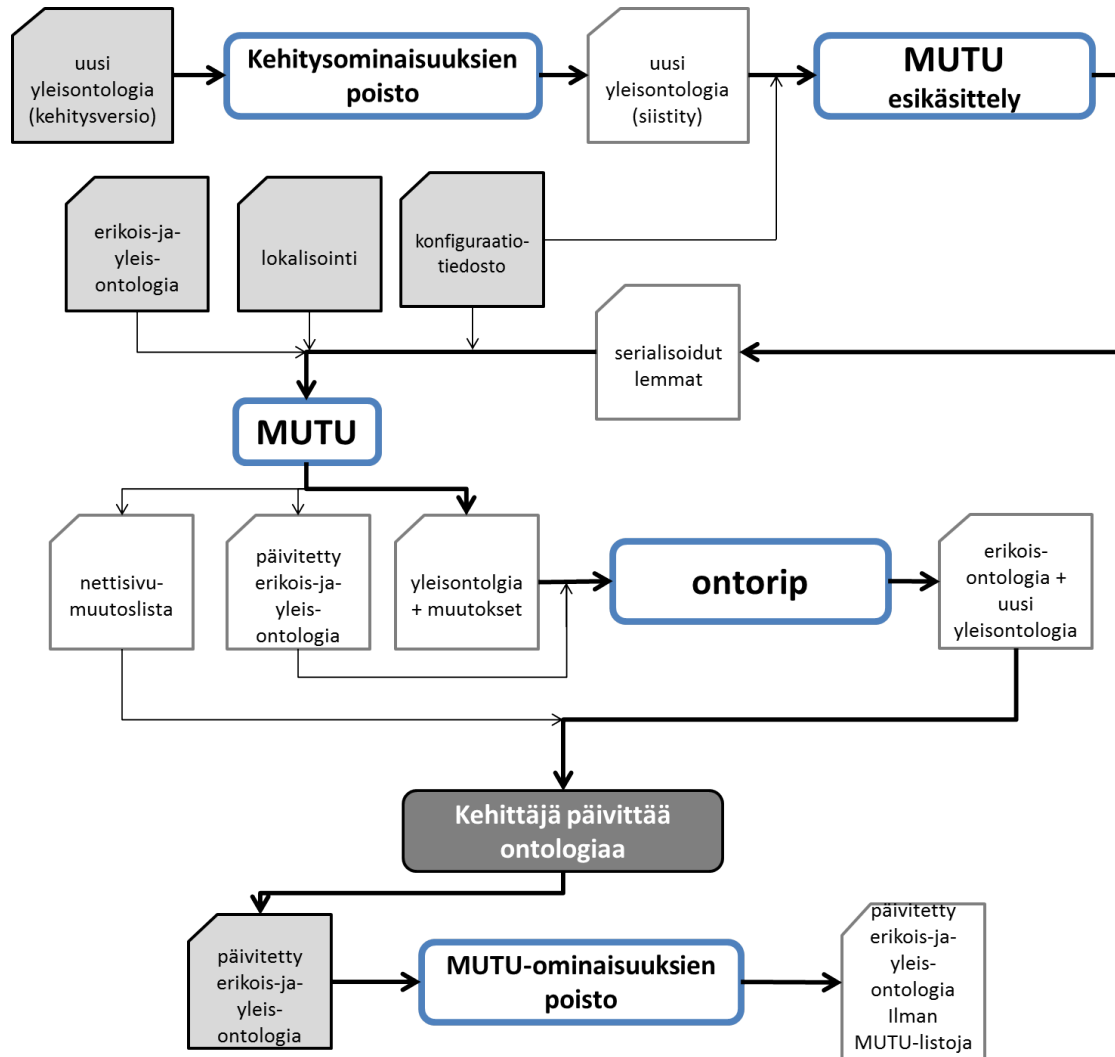 uusi
yleisontologia
(kehitysversio)
Kehitysominaisuuksien
poisto
uusi
yleisontologia
(siistity)
MUTU
esikäsittely
erikois-ja-
yleis-
ontologia
lokalisointi
konfiguraatio-
tiedosto
serialisoidut
lemmat
MUTU
nettisivu-
muutoslista
päivitetty
erikois-ja-
yleis-
ontologia
yleisontolgia
+ muutokset
ontorip
erikois-
ontologia +
uusi
yleisontologia
Kehittäjä päivittää
ontologiaa
päivitetty
erikois-ja-
yleis-
ontologia
MUTU-ominaisuuksien
poisto
päivitetty
erikois-ja-
yleis-
ontologia
Ilman
MUTU-listoja